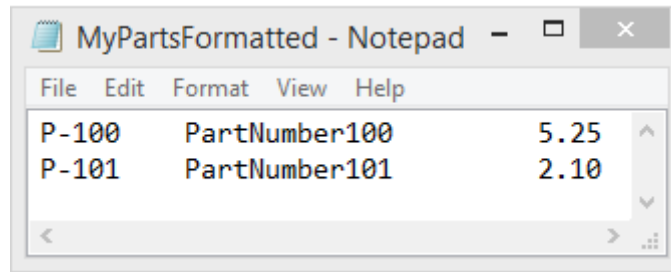 MyPartsFormatted - Notepad
File Edit Format View Help
P-100 PartNumber100 5.25
P-101 PartNumber101 2.10